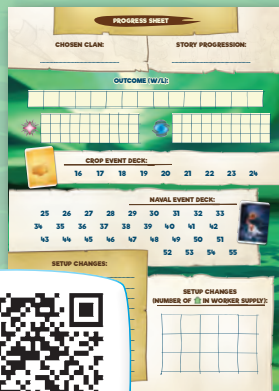 PROGRESS SHEET
CHOSEN CLAN: STORY PROGRESSION:
OUTCOME (W/L):
CROP EVENT DECK:
16 17 18 19 20 21 22 23 24
NAVAL EVENT DECK:
25 26 27 28 29 30 31 32 33
34 35 36 37 38 39 40 41 42
43 44 45 46 47 48 49 50 51
52 53 54 55
SETUP CHANGES:
SETUP CHANGES
(NUMBER OF IN WORKER SUPPLY):